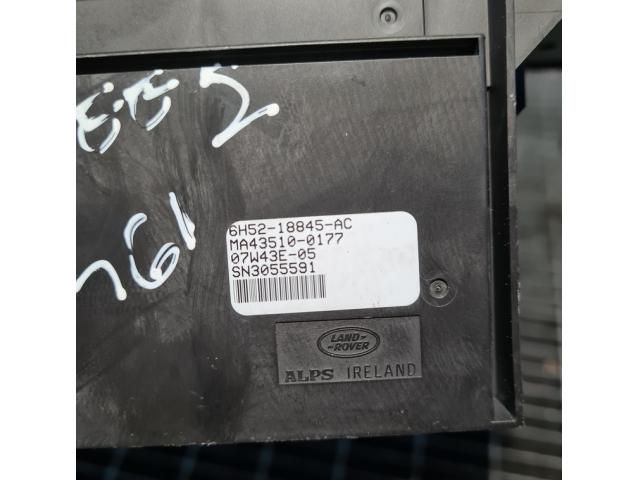 6H52-18845-AC
MA43510-0177
07W43E-05
SN3055591
LAND
ROVER
ALPS IRELAND